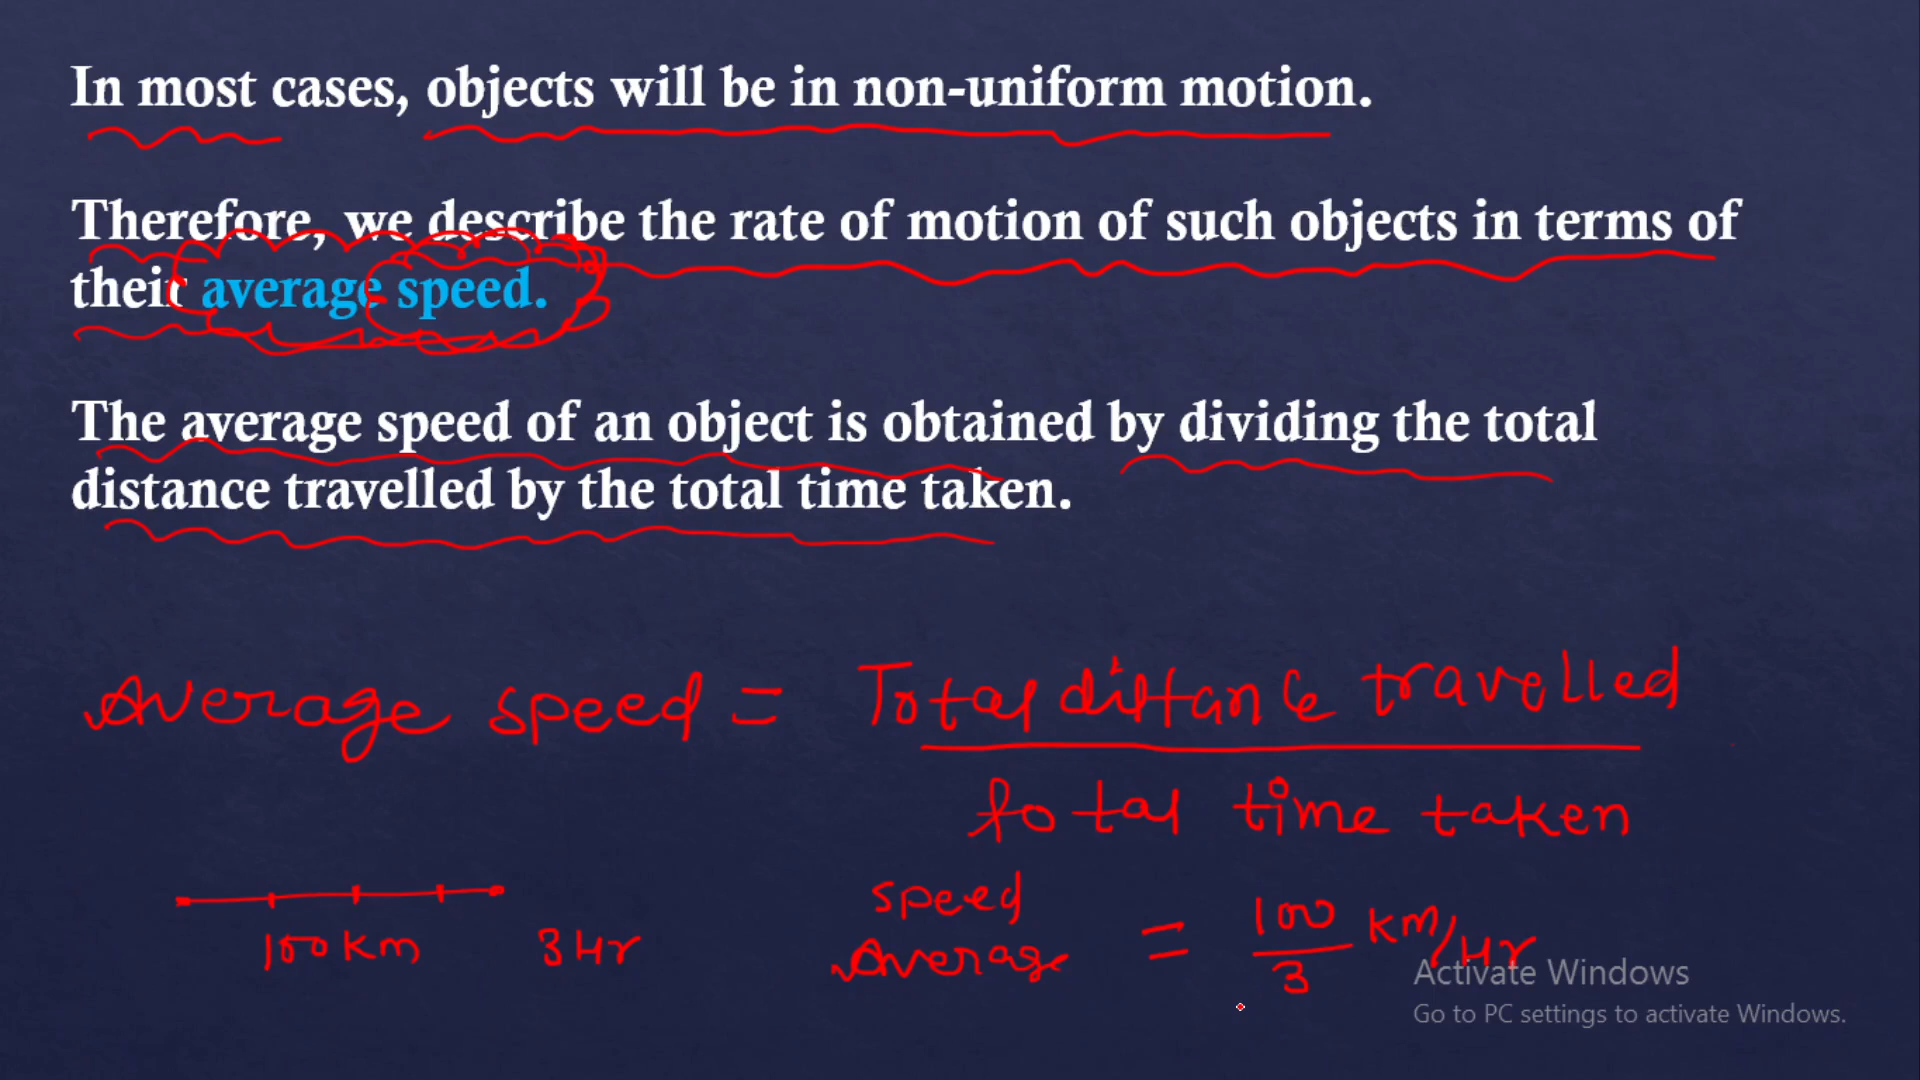 In most cases, objects will be in non-uniform motion.
Therefore, we describe the rate of motion of such objects in terms of
their average speed.
The average speed of an object is obtained by dividing the total
distance travelled by the total time taken.
Average speed = Total distance travelled
total time taken
100 km 3 Hr
speed
Average = 100/3 km/Hr
Activate Windows
Go to PC settings to activate Windows.